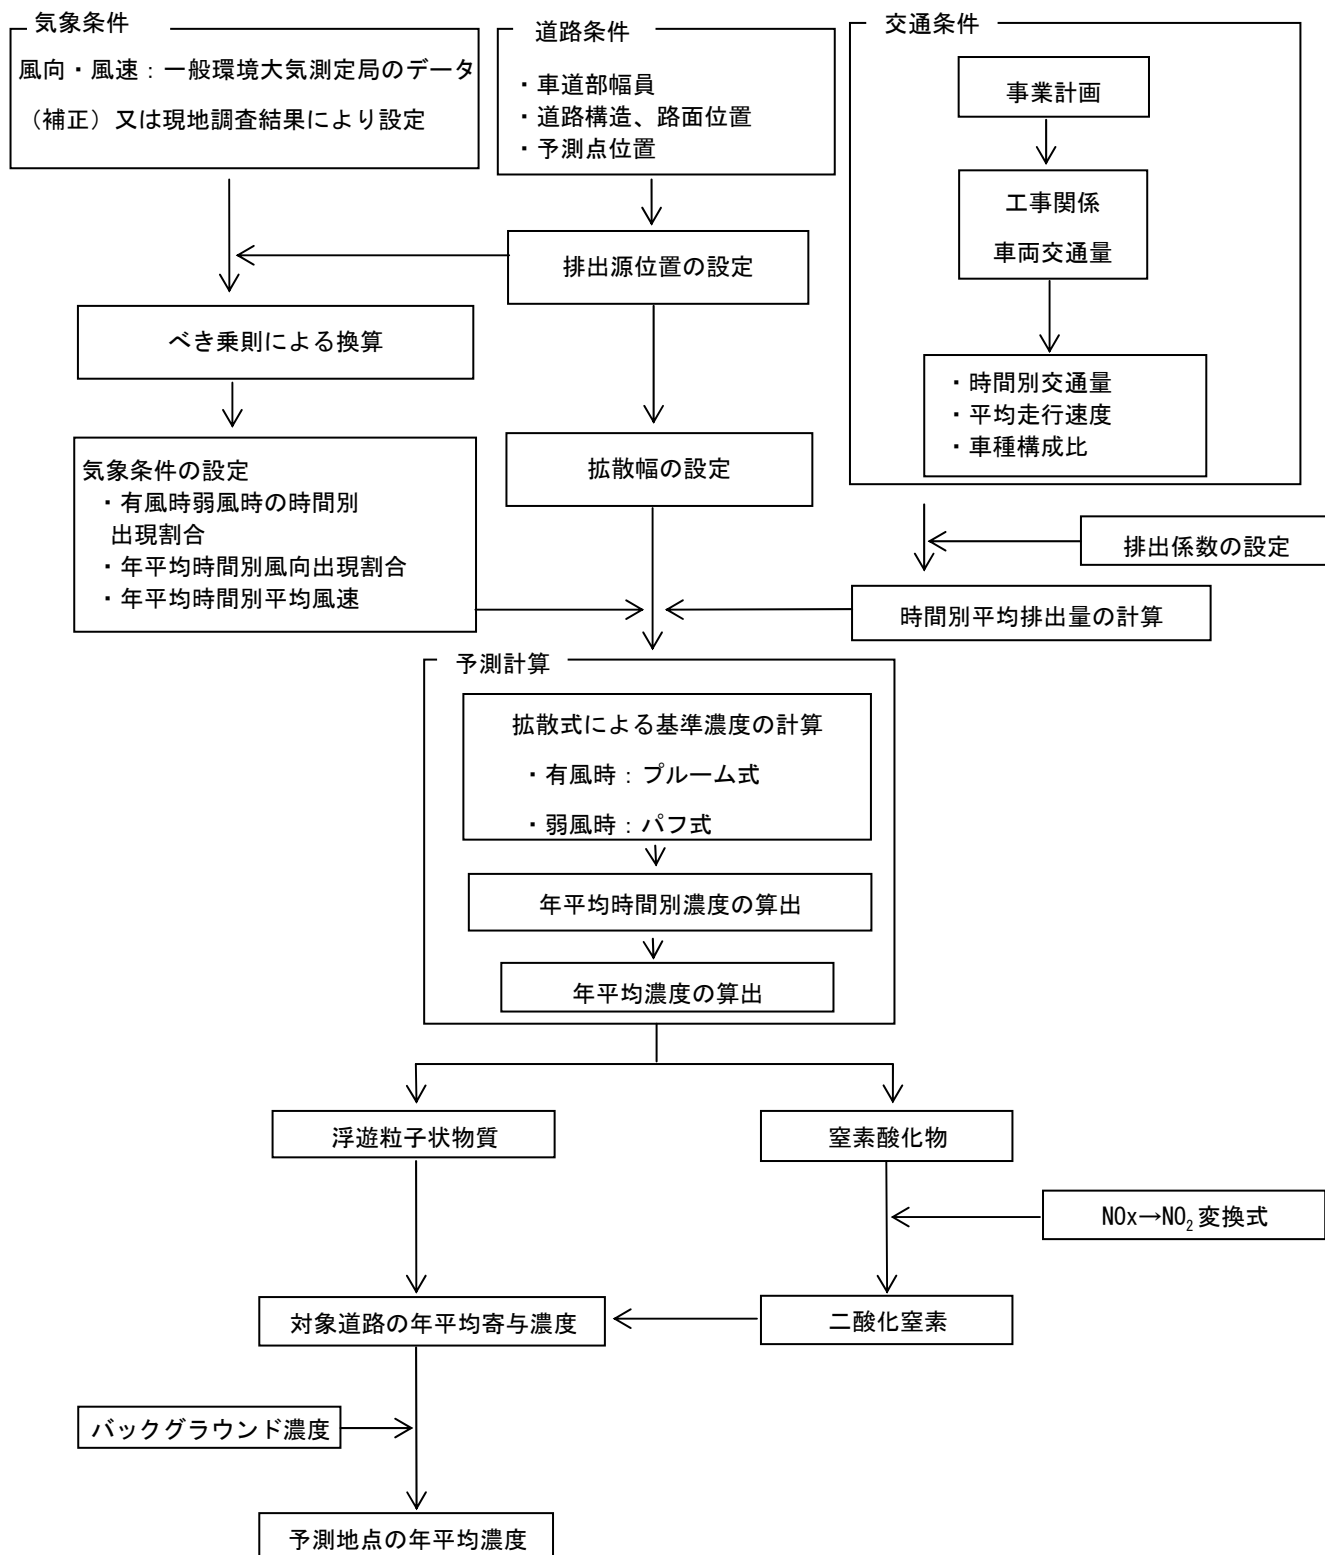 気象条件
風向・風速：一般環境大気測定局のデータ
（補正）又は現地調査結果により設定
道路条件
・車道部幅員
・道路構造、路面位置
・予測点位置
交通条件
事業計画
工事関係
車両交通量
・時間別交通量
・平均走行速度
・車種構成比
排出源位置の設定
べき乗則による換算
気象条件の設定
・有風時弱風時の時間別
出現割合
・年平均時間別風向出現割合
・年平均時間別平均風速
拡散幅の設定
排出係数の設定
時間別平均排出量の計算
予測計算
拡散式による基準濃度の計算
・有風時：プルーム式
・弱風時：パフ式
年平均時間別濃度の算出
年平均濃度の算出
浮遊粒子状物質
窒素酸化物
NOx→NO₂変換式
対象道路の年平均寄与濃度
二酸化窒素
バックグラウンド濃度
予測地点の年平均濃度